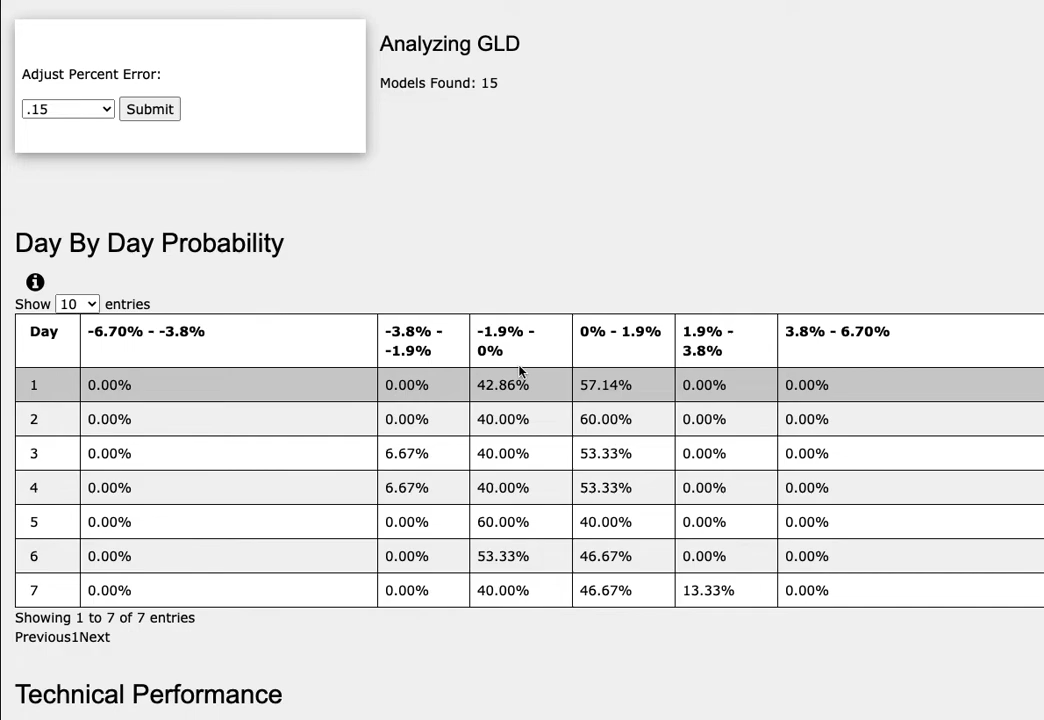 Analyzing GLD
Adjust Percent Error:
Models Found: 15
.15 Submit
Day By Day Probability
Show 10 entries
Day -6.70% - -3.8% -3.8% - -1.9% -1.9% - 0% 0% - 1.9% 1.9% - 3.8% 3.8% - 6.70%
1 0.00% 0.00% 42.86% 57.14% 0.00% 0.00%
2 0.00% 0.00% 40.00% 60.00% 0.00% 0.00%
3 0.00% 6.67% 40.00% 53.33% 0.00% 0.00%
4 0.00% 6.67% 40.00% 53.33% 0.00% 0.00%
5 0.00% 0.00% 60.00% 40.00% 0.00% 0.00%
6 0.00% 0.00% 53.33% 46.67% 0.00% 0.00%
7 0.00% 0.00% 40.00% 46.67% 13.33% 0.00%
Showing 1 to 7 of 7 entries
Previous1Next
Technical Performance